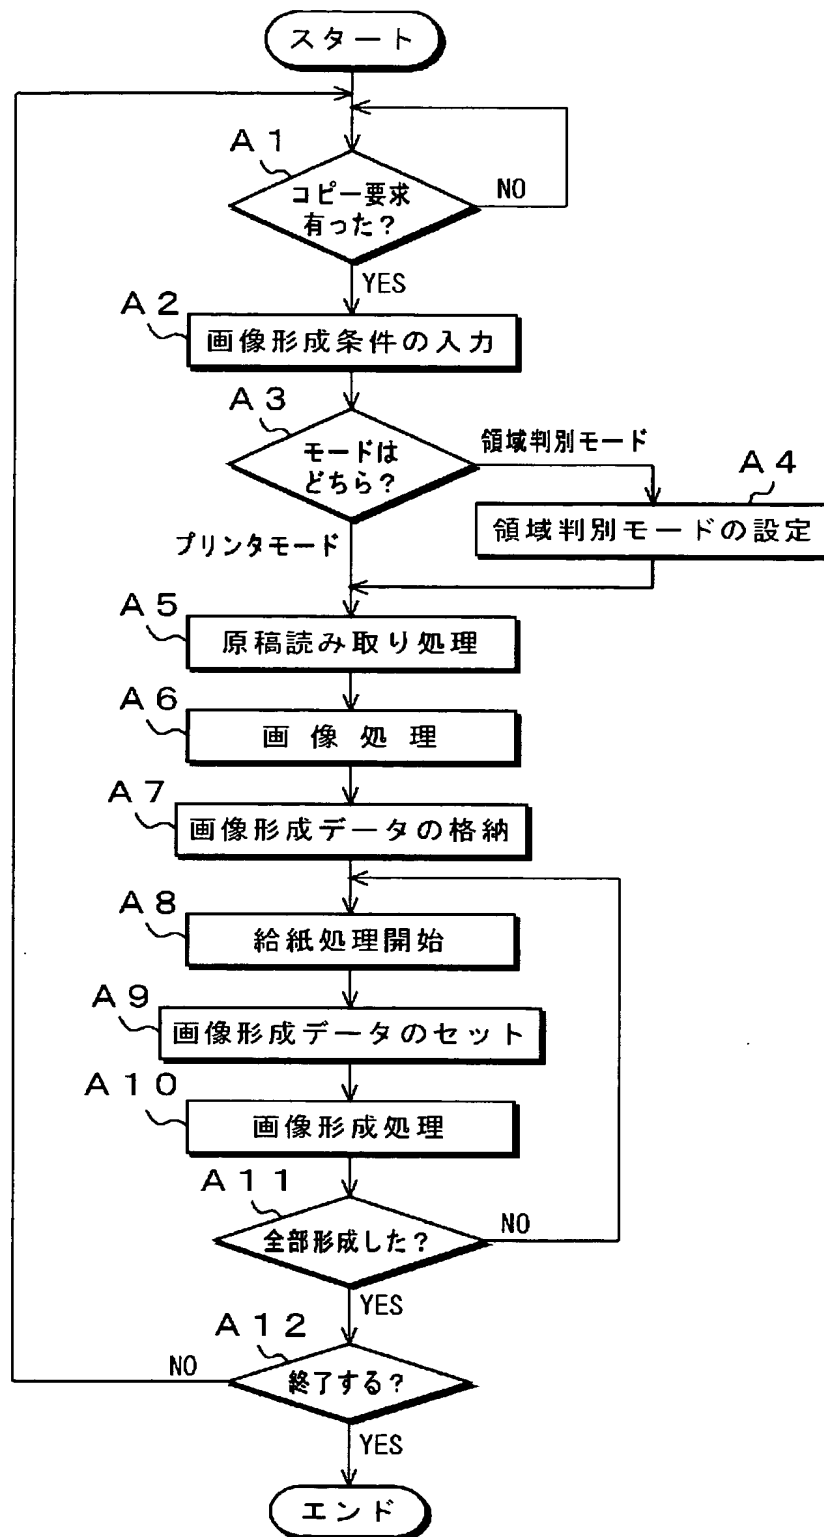 スタート
A1
コピー要求
有った?
NO
YES
A2
画像形成条件の入力
A3
モードは
どちら?
領域判別モード
A4
領域判別モードの設定
プリンタモード
A5
原稿読み取り処理
A6
画像処理
A7
画像形成データの格納
A8
給紙処理開始
A9
画像形成データのセット
A10
画像形成処理
A11
全部形成した?
NO
YES
A12
終了する?
NO
YES
エンド